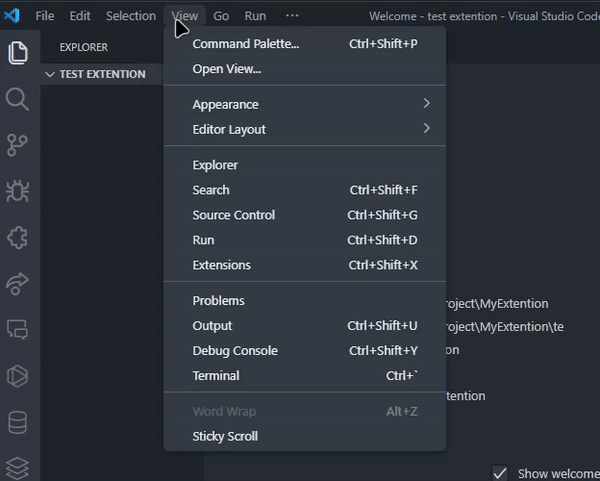 File Edit Selection View Go Run ··· Welcome - test extention - Visual Studio Code
EXPLORER
TEST EXTENTION
Command Palette... Ctrl+Shift+P
Open View...
Appearance
Editor Layout
Explorer
Search Ctrl+Shift+F
Source Control Ctrl+Shift+G
Run Ctrl+Shift+D
Extensions Ctrl+Shift+X
Problems
roject\MyExtention
Output Ctrl+Shift+U
roject\MyExtention\te
Debug Console Ctrl+Shift+Y
on
Terminal Ctrl+`
tention
Word Wrap Alt+Z
Sticky Scroll
Show welcome